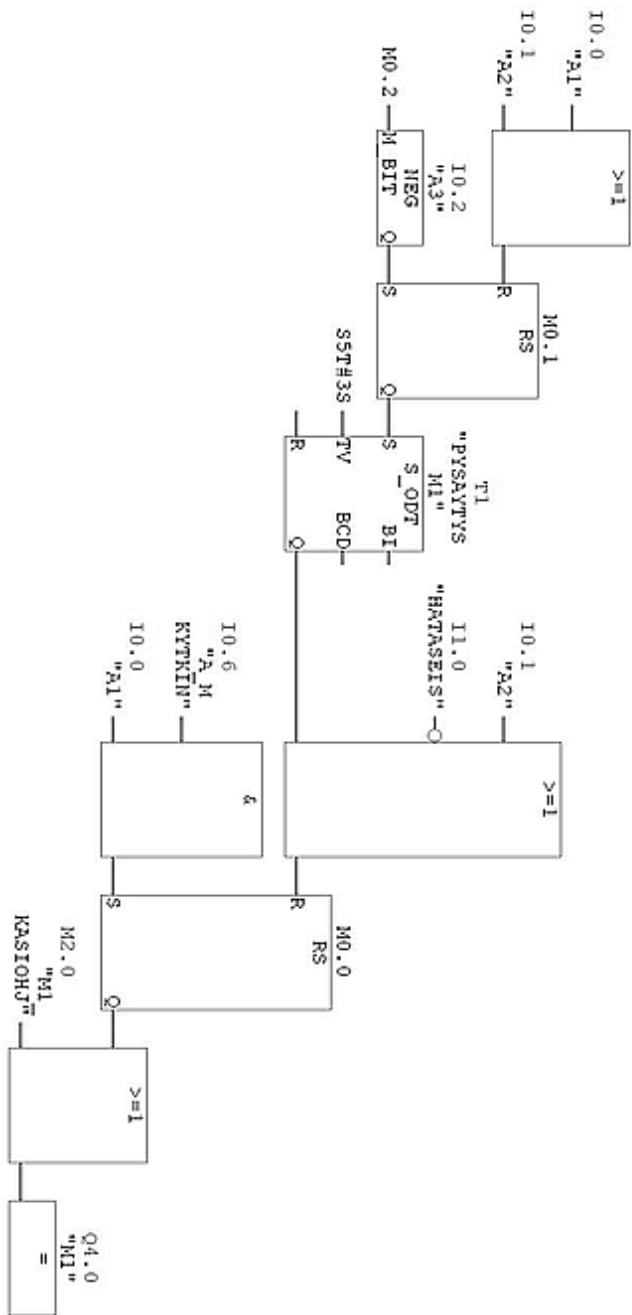 >=1
I0.0
"A1"
I0.1
"A2"
M0.1
RS
R
S Q
I0.2
"A3"
NEG
M0.2 M_BIT Q
T1
"PYSAYTYS
M1"
S_ODT
S BI
S5T#3S TV BCD
R Q
>=1
I0.1
"A2"
I1.0
"HATASEIS"
M0.0
RS
R
S Q
&
I0.6
"A_M
KYTKIN"
I0.0
"A1"
>=1
M2.0
"M1
KASIOHJ"
Q4.0
"M1"
=